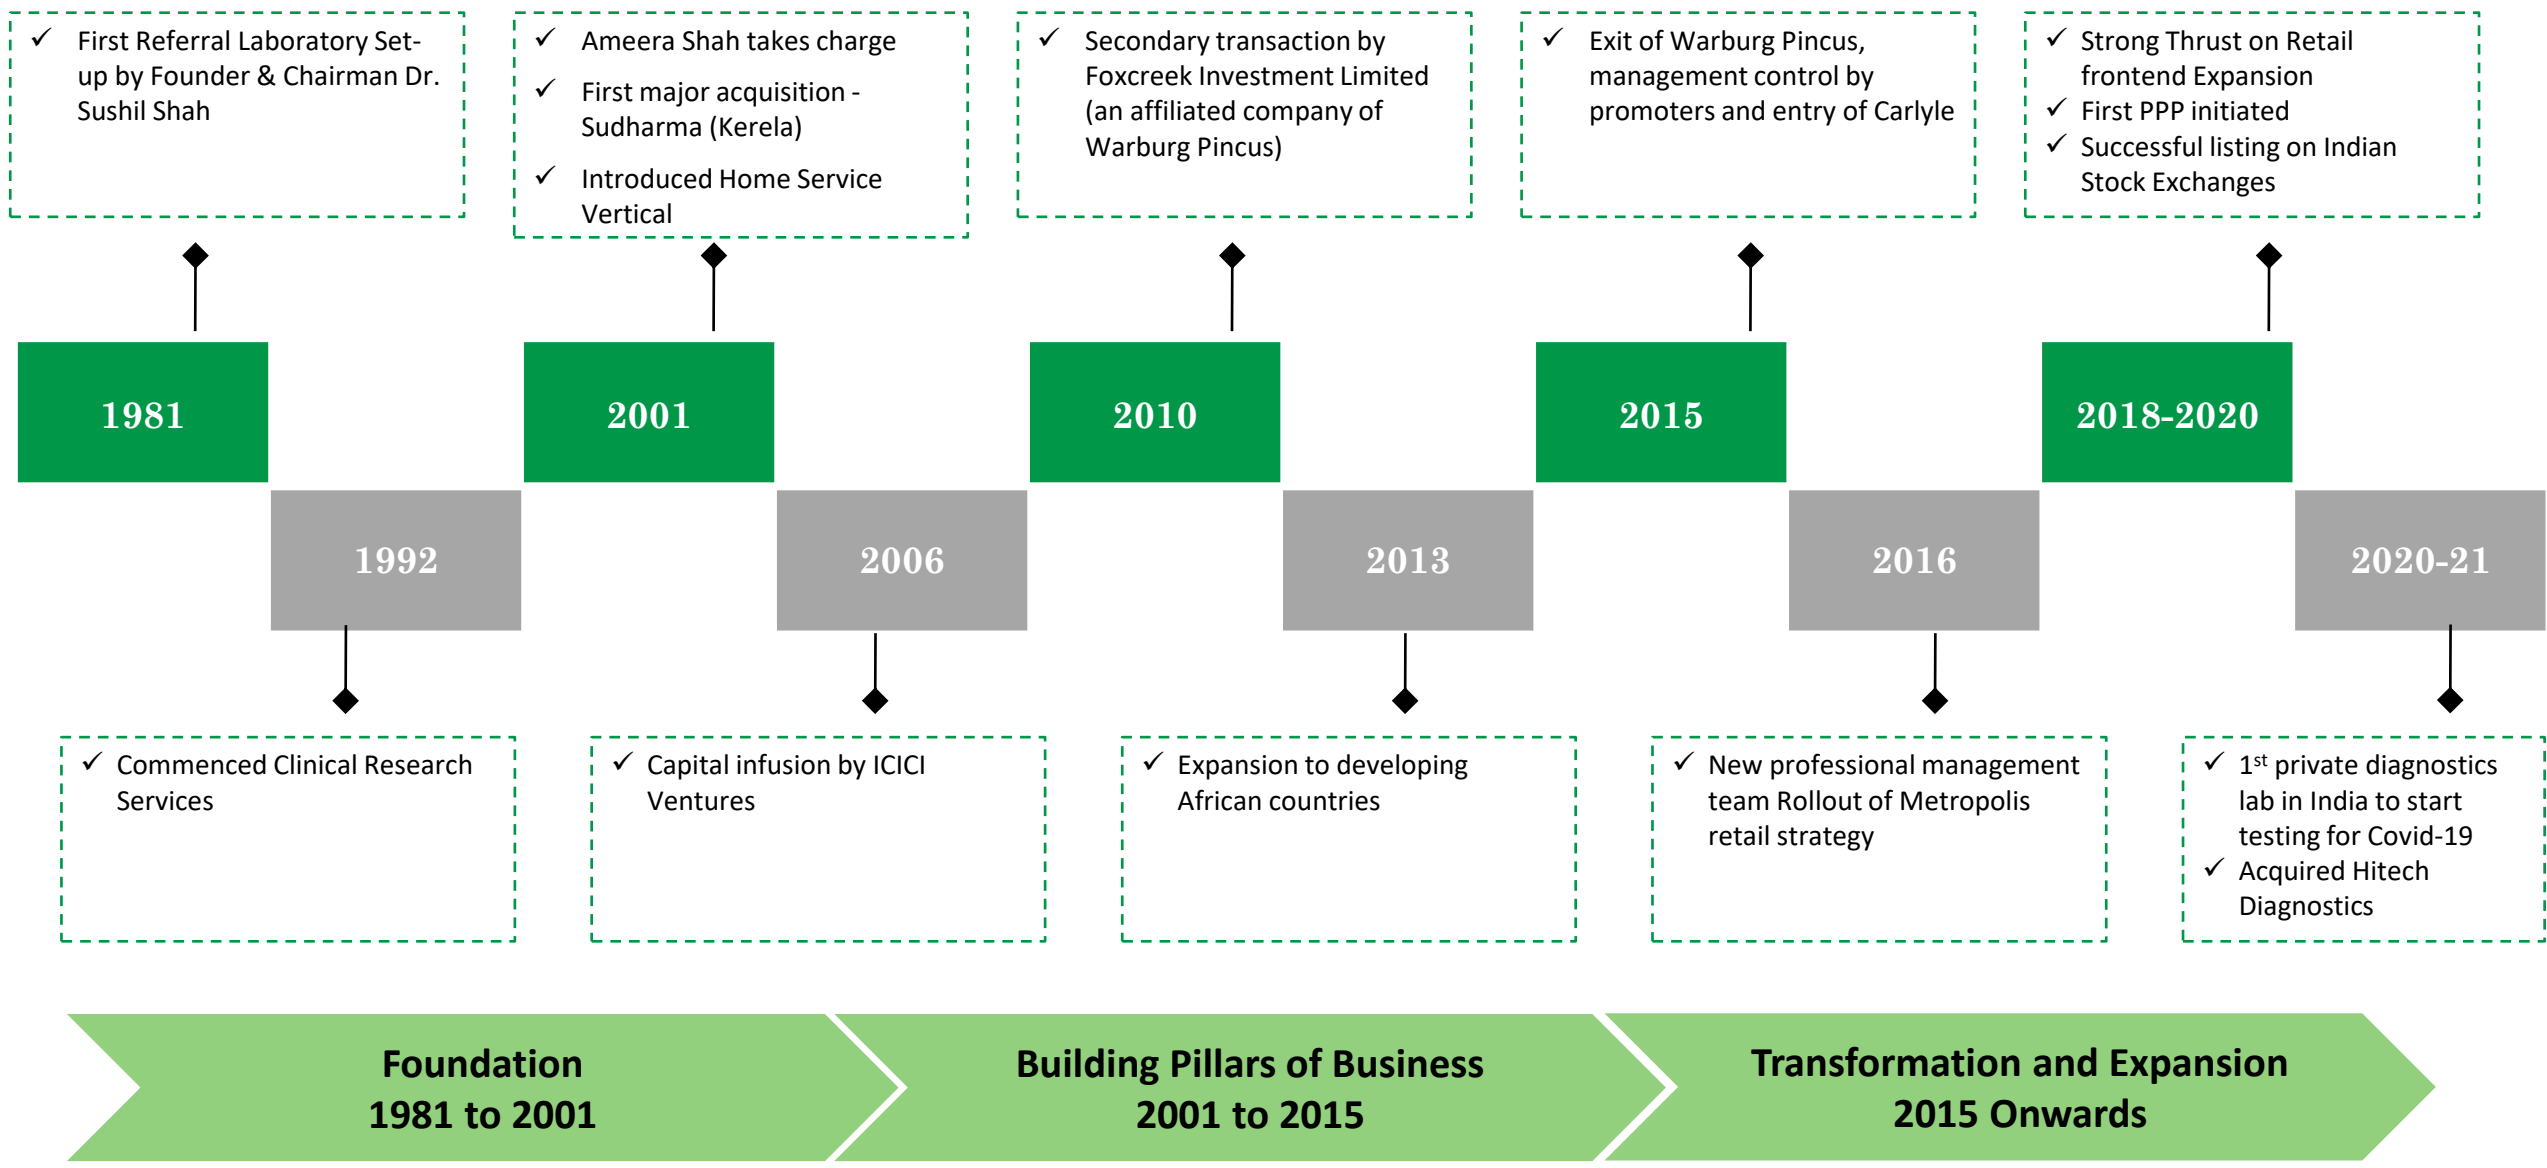 ✓ First Referral Laboratory Set-
up by Founder & Chairman Dr.
Sushil Shah
✓ Ameera Shah takes charge
✓ First major acquisition -
Sudharma (Kerela)
✓ Introduced Home Service
Vertical
✓ Secondary transaction by
Foxcreek Investment Limited
(an affiliated company of
Warburg Pincus)
✓ Exit of Warburg Pincus,
management control by
promoters and entry of Carlyle
✓ Strong Thrust on Retail
frontend Expansion
✓ First PPP initiated
✓ Successful listing on Indian
Stock Exchanges
1981
2001
2010
2015
2018-2020
1992
2006
2013
2016
2020-21
✓ Commenced Clinical Research
Services
✓ Capital infusion by ICICI
Ventures
✓ Expansion to developing
African countries
✓ New professional management
team Rollout of Metropolis
retail strategy
✓ 1st private diagnostics
lab in India to start
testing for Covid-19
✓ Acquired Hitech
Diagnostics
Foundation
1981 to 2001
Building Pillars of Business
2001 to 2015
Transformation and Expansion
2015 Onwards